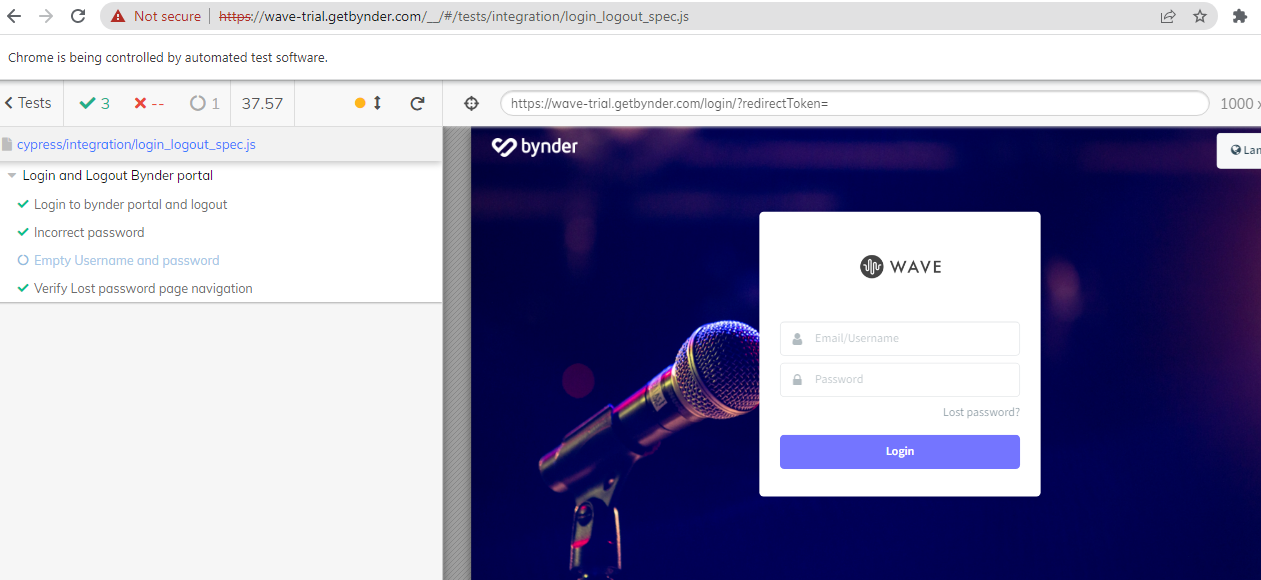 Not secure https://wave-trial.getbynder.com/__/#/tests/integration/login_logout_spec.js
Chrome is being controlled by automated test software.
Tests 3 -- 1 37.57
https://wave-trial.getbynder.com/login/?redirectToken=
1000 x
cypress/integration/login_logout_spec.js
Login and Logout Bynder portal
Login to bynder portal and logout
Incorrect password
Empty Username and password
Verify Lost password page navigation
bynder
Lan
WAVE
Email/Username
Password
Lost password?
Login